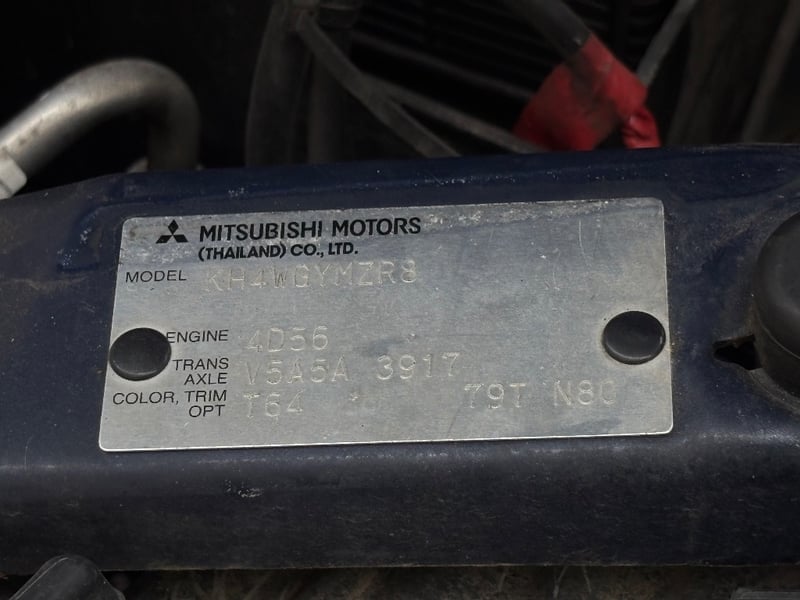 MITSUBISHI MOTORS
(THAILAND) CO., LTD.
MODEL KH4WGYMZR8
ENGINE 4D56
TRANS AXLE V5A5A 3917
COLOR, TRIM OPT T64 79T N80